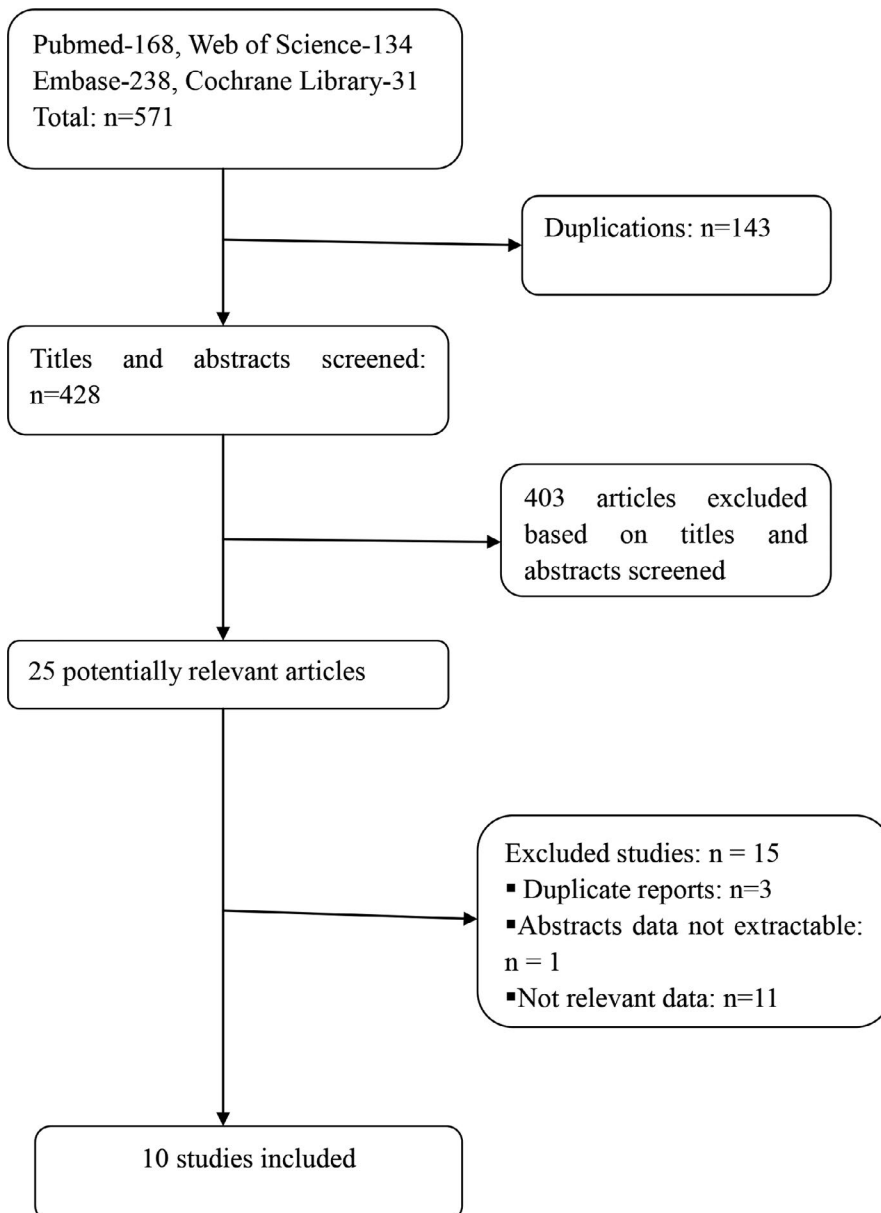 Pubmed-168, Web of Science-134
Embase-238, Cochrane Library-31
Total: n=571
Duplications: n=143
Titles and abstracts screened:
n=428
403 articles excluded
based on titles and
abstracts screened
25 potentially relevant articles
Excluded studies: n = 15
▪ Duplicate reports: n=3
▪Abstracts data not extractable:
n = 1
▪Not relevant data: n=11
10 studies included